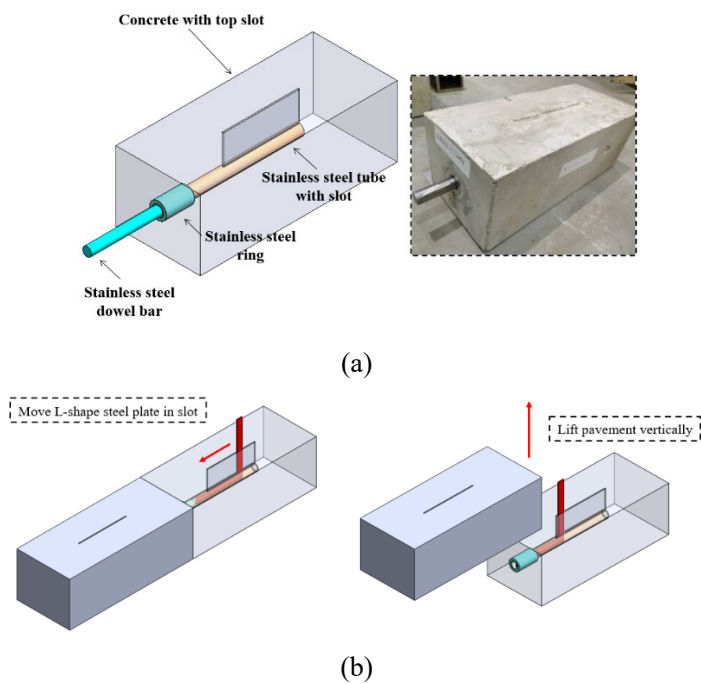 Concrete with top slot
Stainless steel tube
with slot
Stainless steel
ring
Stainless steel
dowel bar
(a)
Move L-shape steel plate in slot
Lift pavement vertically
(b)